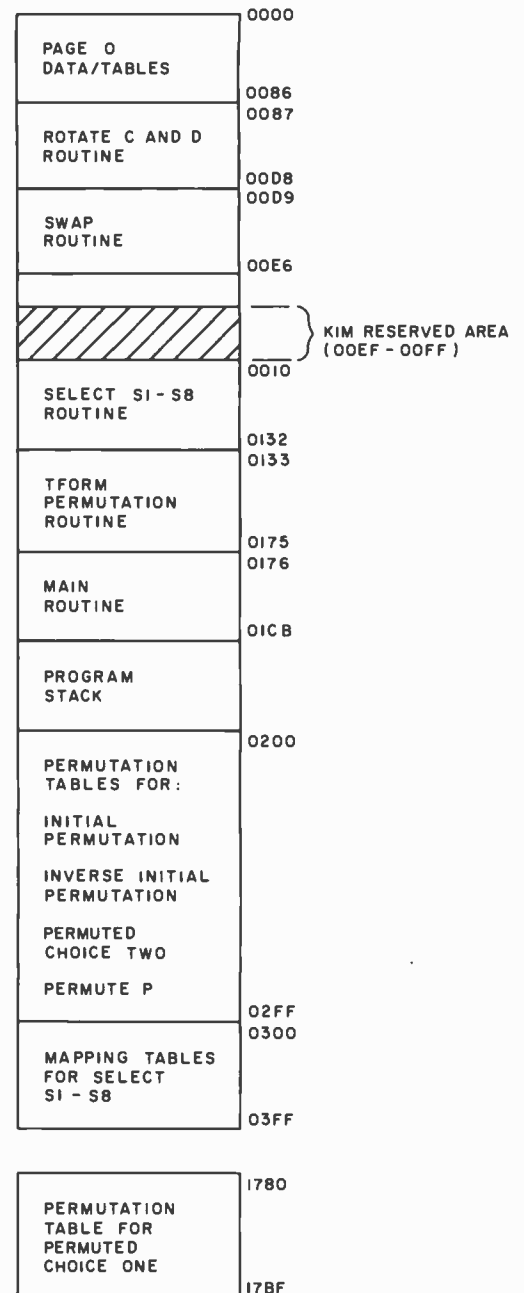 0000
PAGE 0
DATA/TABLES
0086
0087
ROTATE C AND D
ROUTINE
00D8
00D9
SWAP
ROUTINE
00E6
KIM RESERVED AREA
(00EF-00FF)
0010
SELECT S1-S8
ROUTINE
0132
0133
TFORM
PERMUTATION
ROUTINE
0175
0176
MAIN
ROUTINE
01CB
PROGRAM
STACK
0200
PERMUTATION
TABLES FOR:
INITIAL
PERMUTATION
INVERSE INITIAL
PERMUTATION
PERMUTED
CHOICE TWO
PERMUTE P
02FF
0300
MAPPING TABLES
FOR SELECT
S1 - S8
03FF
1780
PERMUTATION
TABLE FOR
PERMUTED
CHOICE ONE
17BF